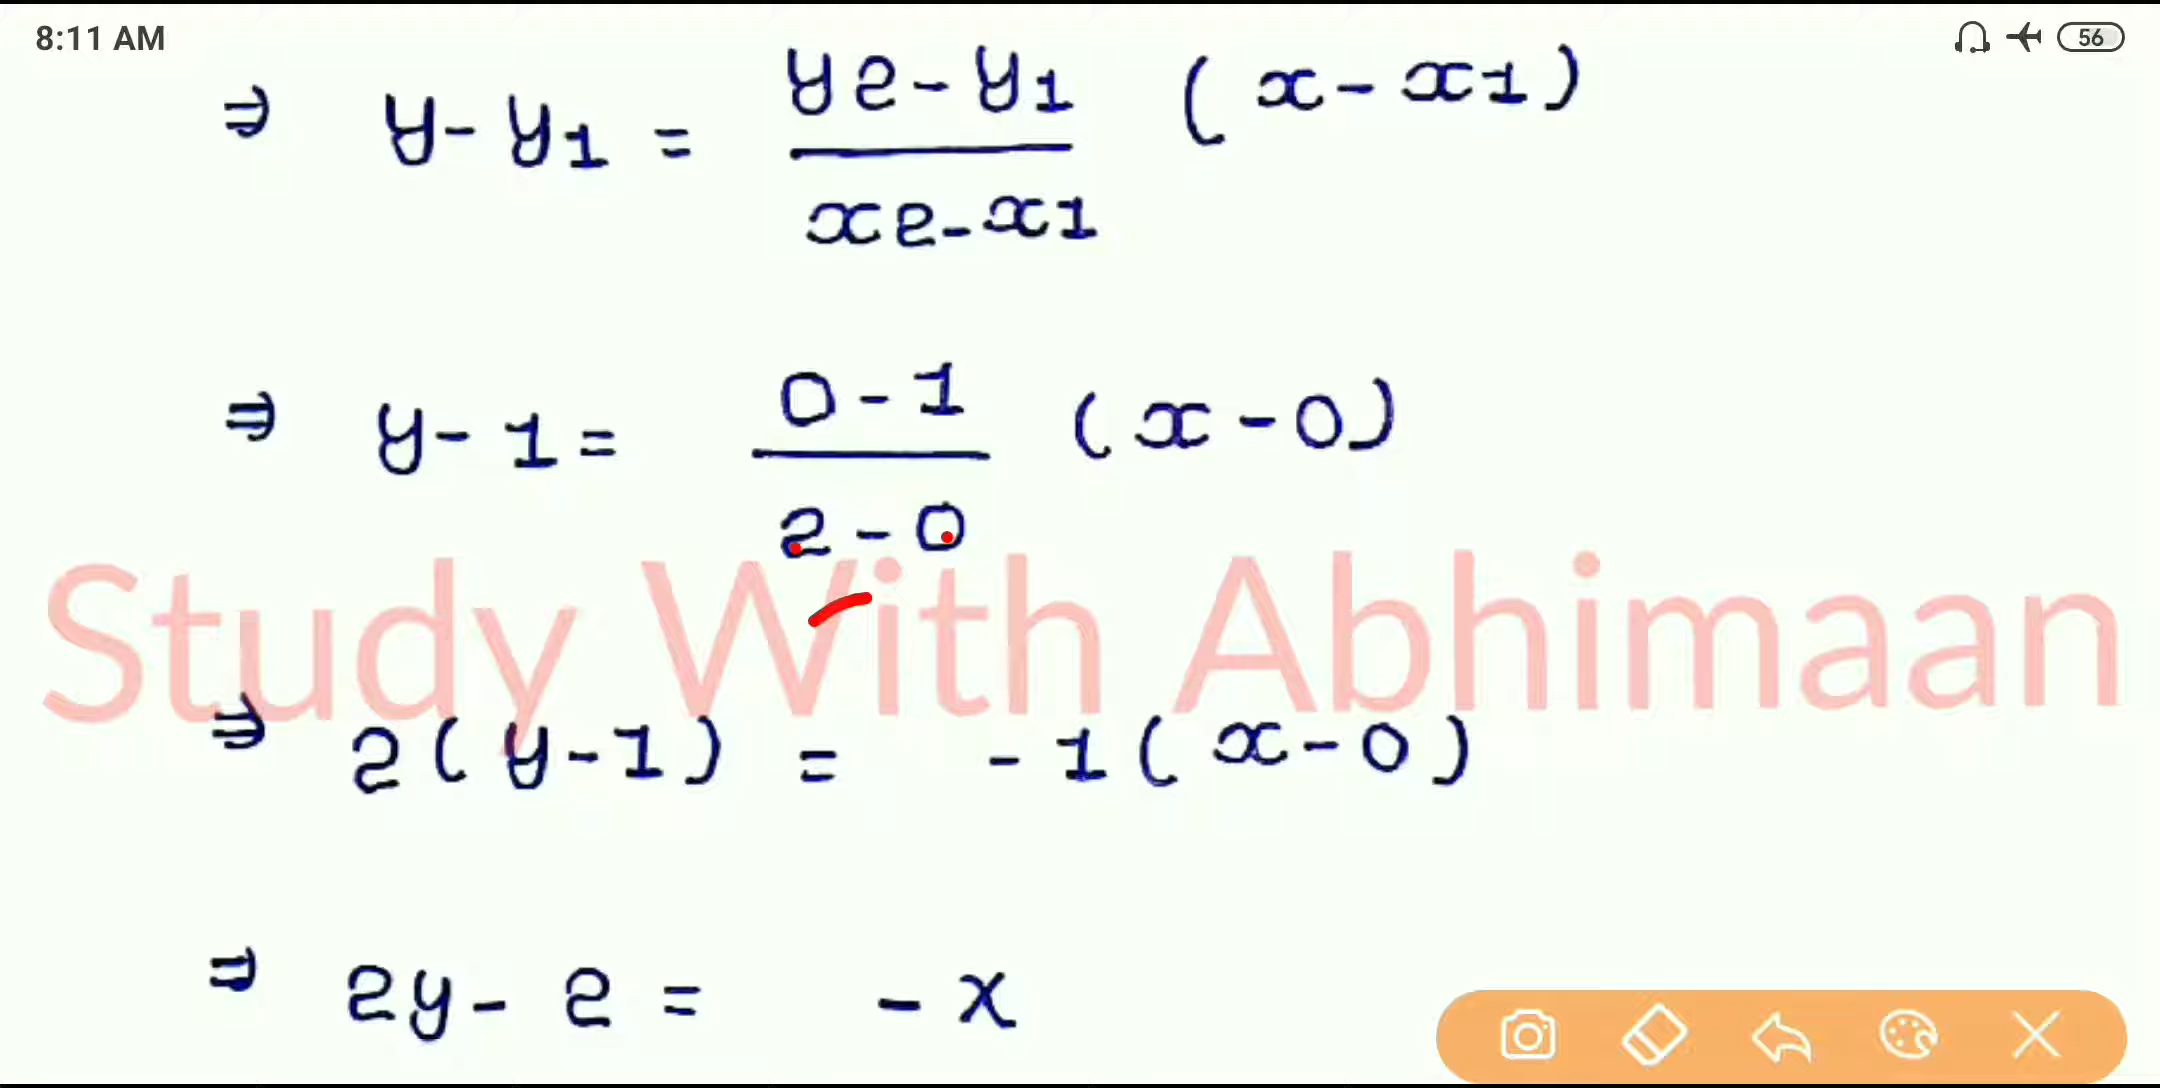 8:11 AM
56
⇒ y - y1 = y2 - y1 / x2 - x1 (x - x1)
⇒ y - 1 = 0 - 1 / 2 - 0 (x - 0)
Study With Abhimaan
⇒ 2(y - 1) = -1(x - 0)
⇒ 2y - 2 = - x